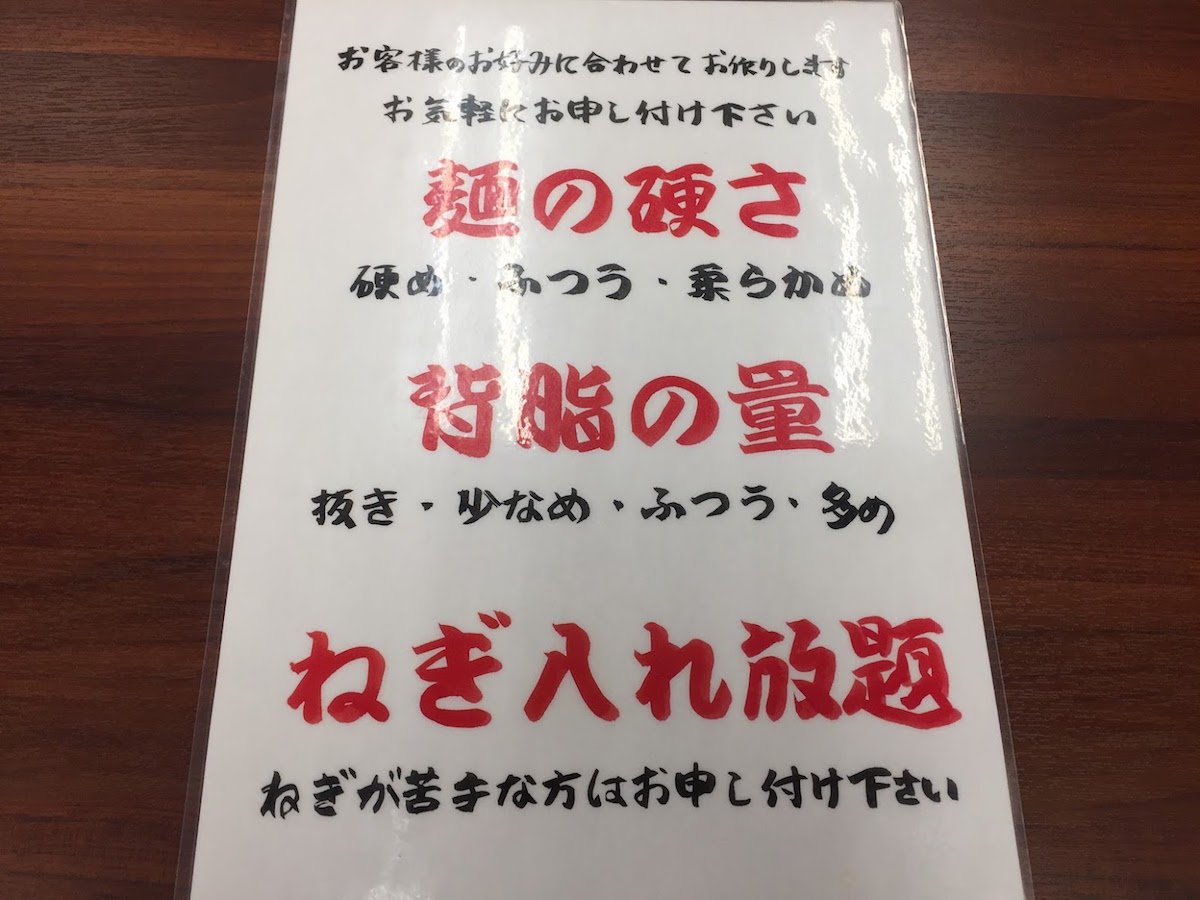 お客様のお好みに合わせてお作りします
お気軽にお申し付け下さい
麺の硬さ
硬め・ふつう・柔らかめ
背脂の量
抜き・少なめ・ふつう・多め
ねぎ入れ放題
ねぎが苦手な方はお申し付け下さい